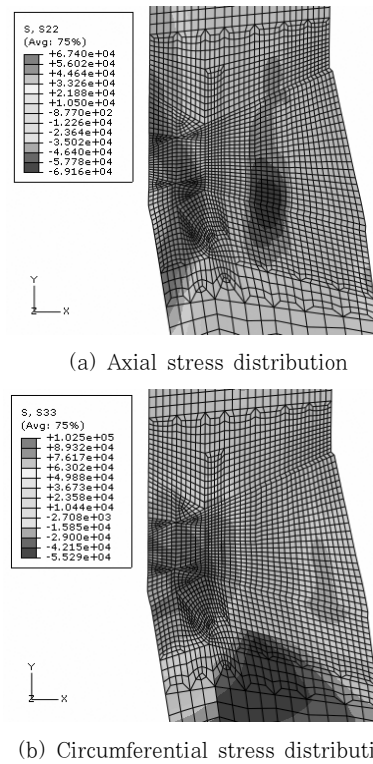 S, S22
(Avg: 75%)
+6.740e+04
+5.602e+04
+4.464e+04
+3.326e+04
+2.188e+04
+1.050e+04
-8.770e+02
-1.226e+04
-2.364e+04
-3.502e+04
-4.640e+04
-5.778e+04
-6.916e+04
Y
Z X
(a) Axial stress distribution
S, S33
(Avg: 75%)
+1.025e+05
+8.932e+04
+7.617e+04
+6.302e+04
+4.988e+04
+3.673e+04
+2.358e+04
+1.044e+04
-2.708e+03
-1.585e+04
-2.900e+04
-4.215e+04
-5.529e+04
Y
Z X
(b) Circumferential stress distributi